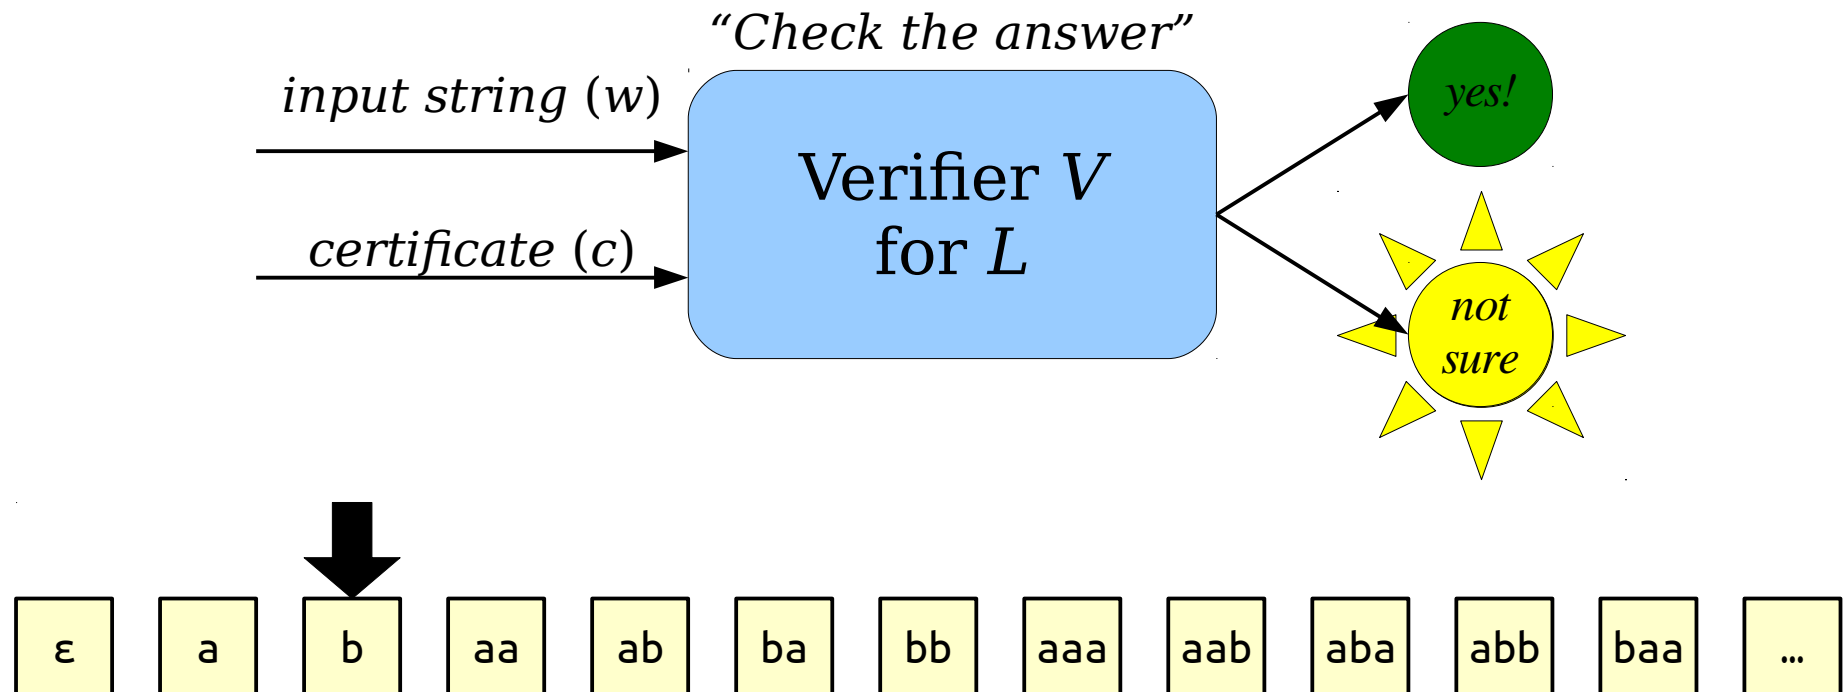 “Check the answer”
input string (w)
certificate (c)
Verifier V
for L
yes!
not
sure
ε a b aa ab ba bb aaa aab aba abb baa …